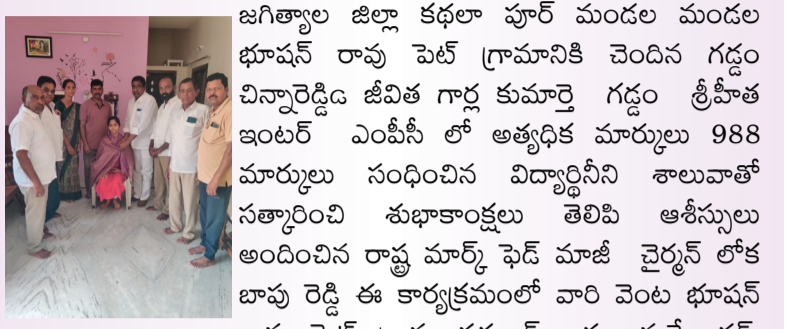 జగిత్యాల జిల్లా కథలా పూర్ మండల మండల
భూషన్ రావు పెట్ గ్రామానికి చెందిన గడ్డం
చిన్నారెడ్డిడ జీవిత గార్ల కుమార్తె గడ్డం శ్రీహీత
ఇంటర్ ఎంపీసీ లో అత్యధిక మార్కులు 988
మార్కులు సంధించిన విద్యార్థినీని శాలువాతో
సత్కారించి శుభాకాంక్షలు తెలిపి ఆశీస్సులు
అందించిన రాష్ట్ర మార్క్ ఫెడ్ మాజీ చైర్మన్ లోక
బాపు రెడ్డి ఈ కార్యక్రమంలో వారి వెంట భూషన్